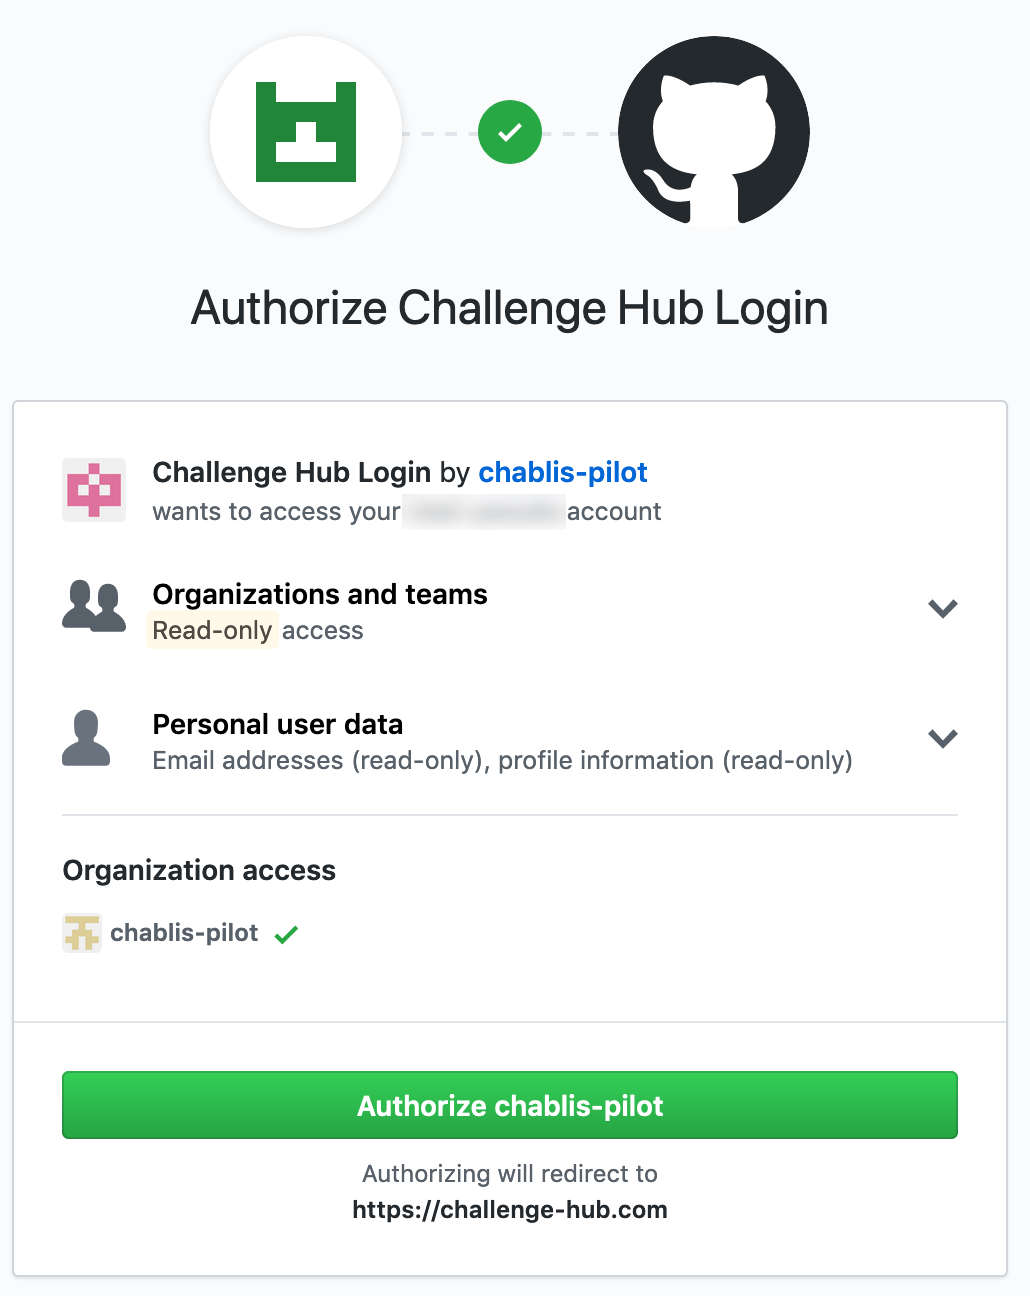 Authorize Challenge Hub Login
Challenge Hub Login by chablis-pilot
wants to access your account
Organizations and teams
Read-only access
Personal user data
Email addresses (read-only), profile information (read-only)
Organization access
chablis-pilot
Authorize chablis-pilot
Authorizing will redirect to
https://challenge-hub.com